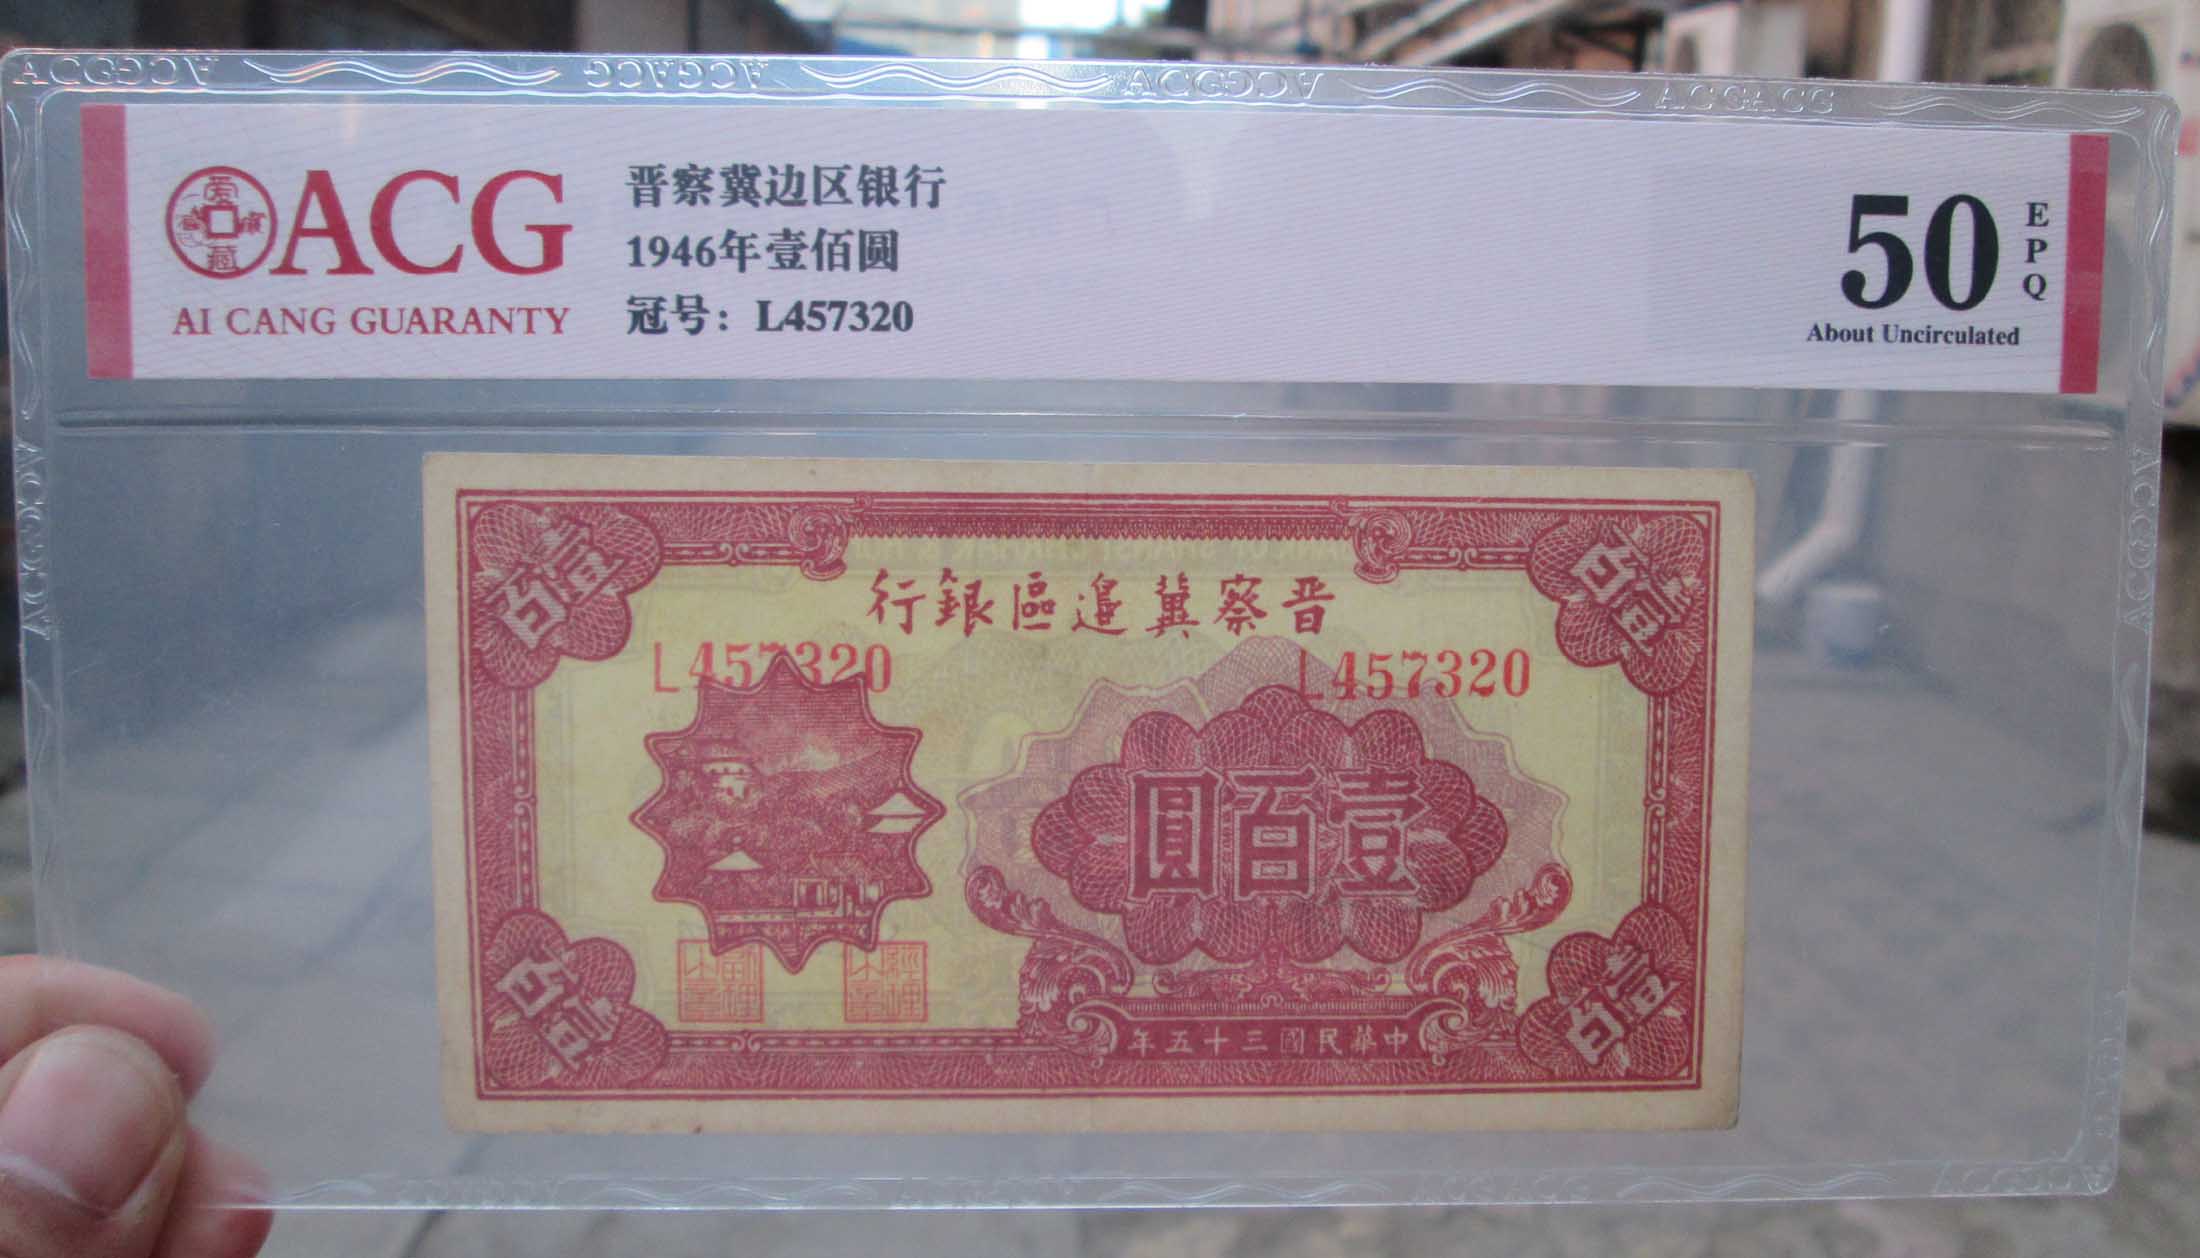 ACG
AI CANG GUARANTY
晋察冀边区银行
1946年壹佰圆
冠号：L457320
50
EPQ
About Uncirculated
晋察冀邊區銀行
L457320
L457320
壹百
壹百
壹百圓
壹百
壹百
中華民國三十五年